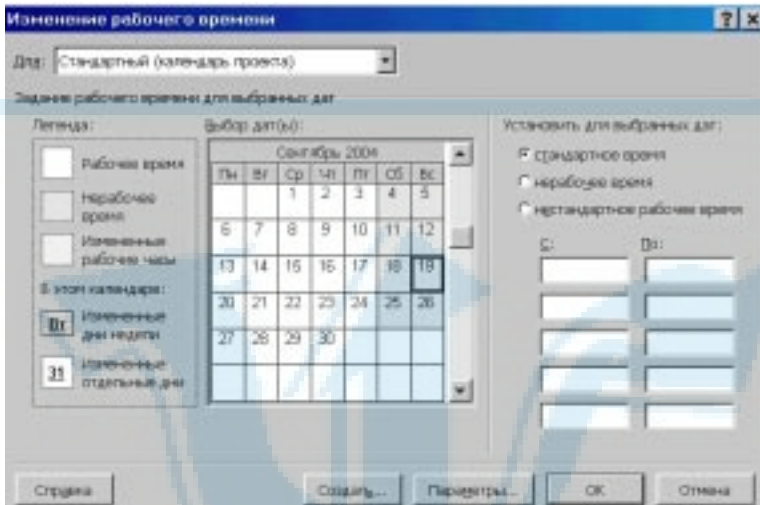 Изменение рабочего времени
Для: Стандартный (календарь проекта)
Задание рабочего времени для выбранных дат
Легенда:
Рабочее время
Нерабочее
время
Измененные
рабочие часы
В этом календаре:
Вт
Измененные
дни недели
31
Измененные
отдельные дни
Выбор дат(ы):
Сентябрь 2004
Пн Вт Ср Чт Пт Сб Вс
1 2 3 4 5
6 7 8 9 10 11 12
13 14 15 16 17 18 19
20 21 22 23 24 25 26
27 28 29 30
Установить для выбранных дат:
стандартное время
нерабочее время
нестандартное рабочее время
С: По:
Справка Создать... Параметры... ОК Отмена